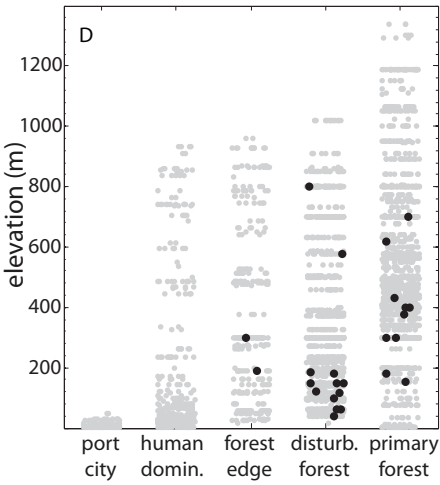 D
1200
1000
800
600
400
200
elevation (m)
port human forest disturb. primary
city domin. edge forest forest